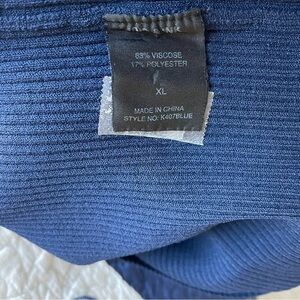 83% VISCOSE
17% POLYESTER
XL
MADE IN CHINA
STYLE NO: K407BLUE